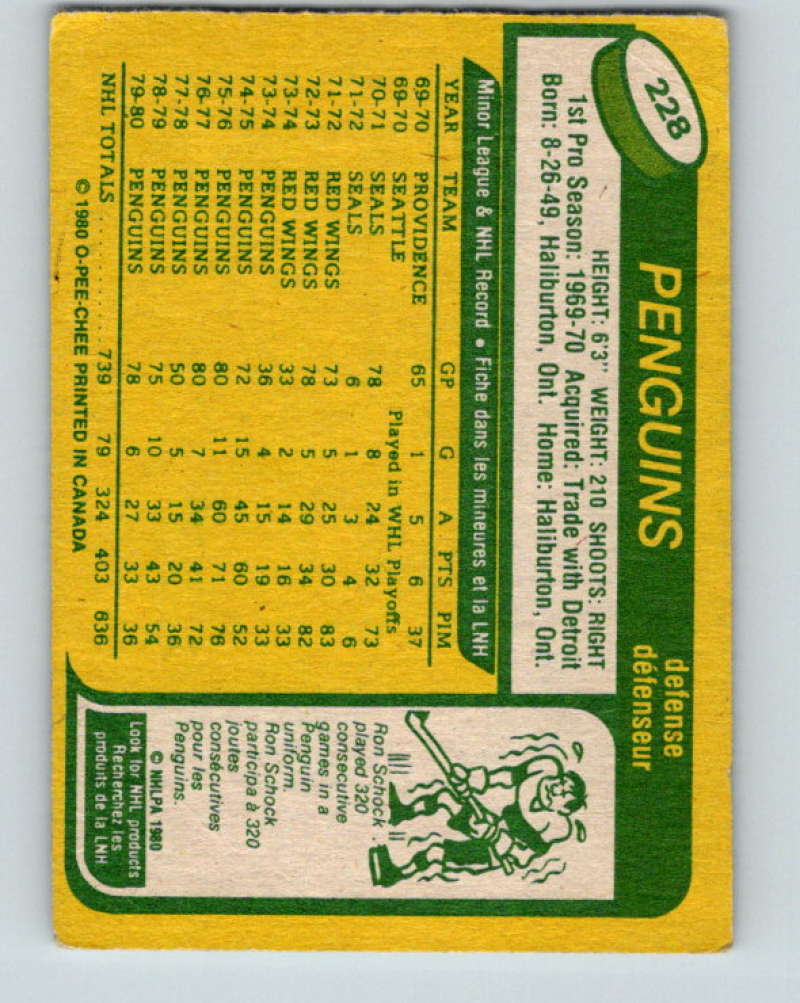 228
PENGUINS
defense
défenseur
HEIGHT: 6'3" WEIGHT: 210 SHOOTS: RIGHT
1st Pro Season: 1969-70 Acquired: Trade with Detroit
Born: 8-26-49, Haliburton, Ont. Home: Haliburton, Ont.
Minor League & NHL Record • Fiche dans les mineures et la LNH
YEAR TEAM GP G A PTS PIM
69-70 PROVIDENCE 65 1 5 6 37
69-70 SEATTLE Played in WHL Playoffs
70-71 SEALS 78 8 24 32 73
71-72 SEALS 6 1 3 4 6
71-72 RED WINGS 73 5 25 30 83
72-73 RED WINGS 78 5 29 34 82
73-74 RED WINGS 33 2 14 16 33
73-74 PENGUINS 36 4 15 19 33
74-75 PENGUINS 72 15 45 60 52
75-76 PENGUINS 80 11 60 71 76
76-77 PENGUINS 80 7 34 41 72
77-78 PENGUINS 50 5 15 20 36
78-79 PENGUINS 75 10 33 43 54
79-80 PENGUINS 78 6 27 33 36
NHL TOTALS .......... 739 79 324 403 636
© 1980 O-PEE-CHEE PRINTED IN CANADA
Ron Schock
played 320
consecutive
games in a
Penguin
uniform.
Ron Schock
participa à 320
joutes
consécutives
pour les
Penguins.
© NHLPA 1980
Look for NHL products
Recherchez les
produits de la LNH